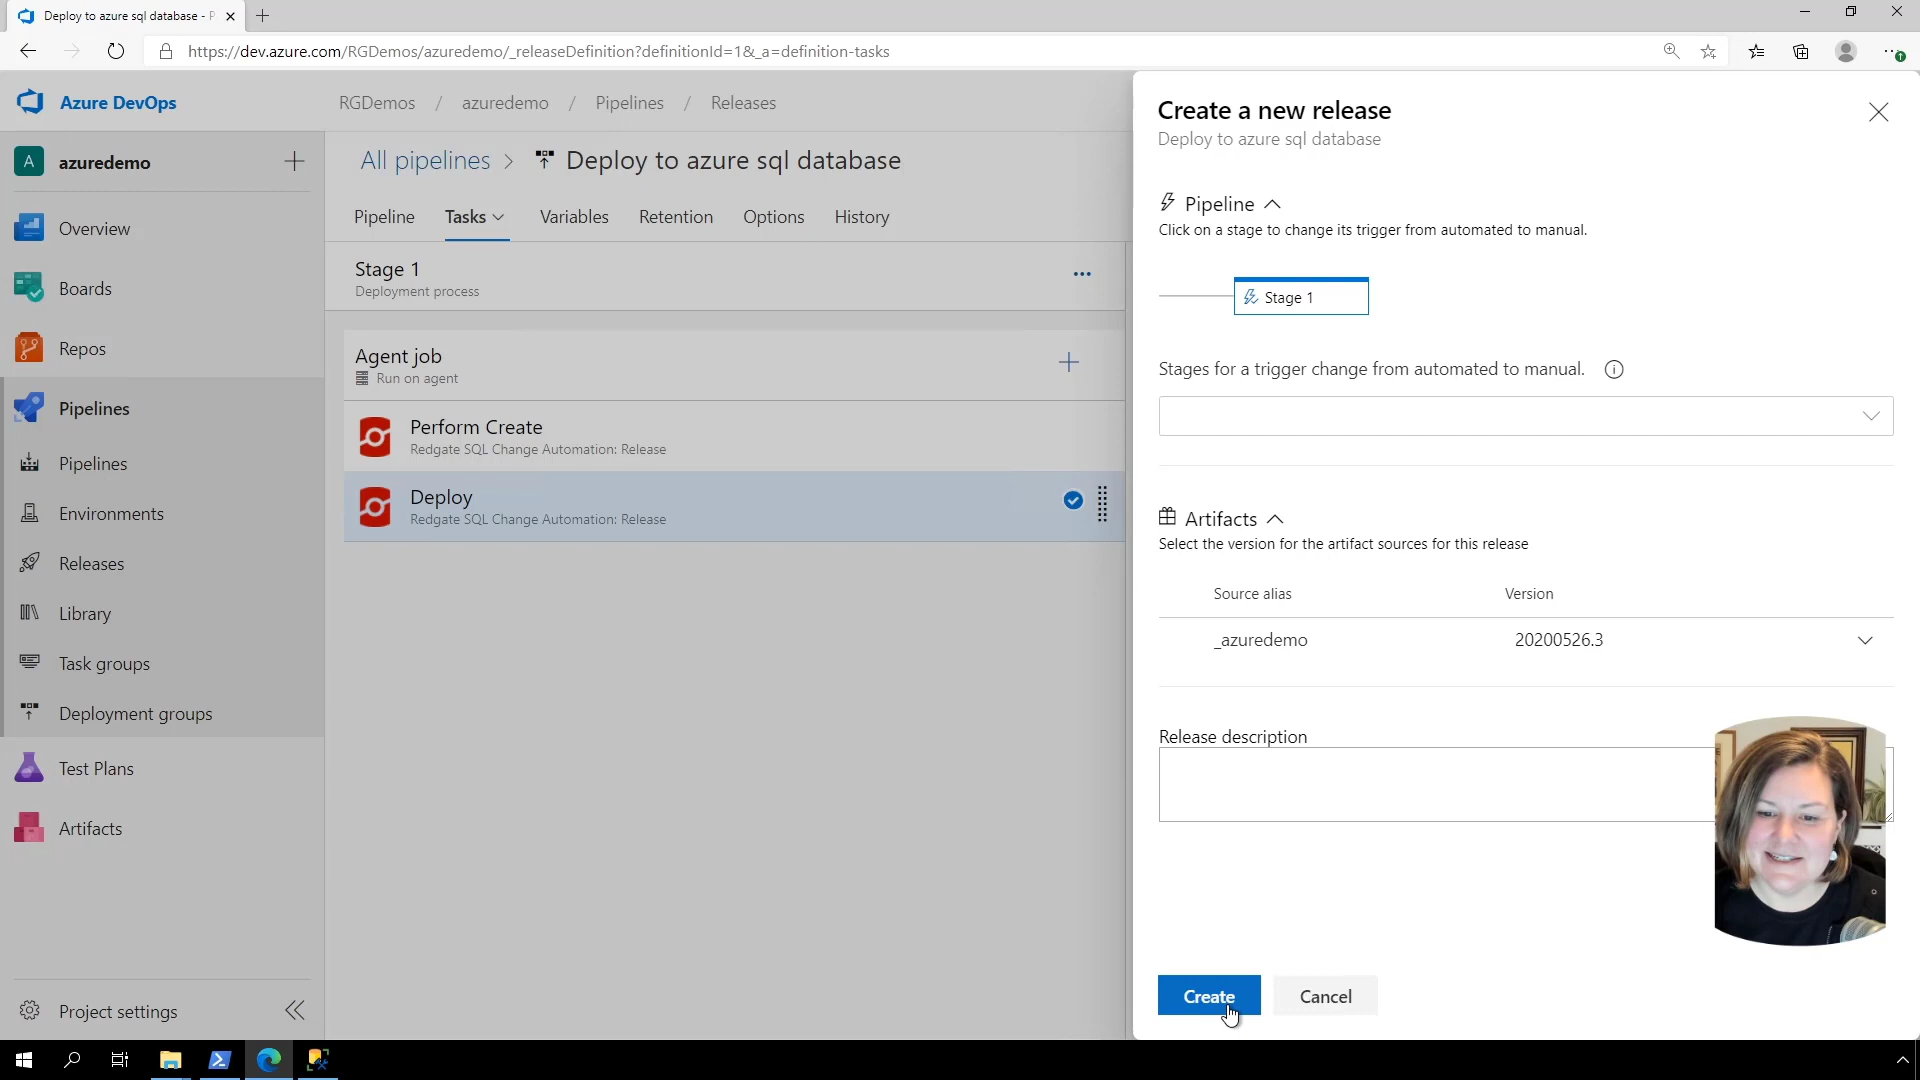 Deploy to azure sql database - P
https://dev.azure.com/RGDemos/azuredemo/_releaseDefinition?definitionId=1&_a=definition-tasks
Azure DevOps
RGDemos / azuredemo / Pipelines / Releases
A azuredemo
Overview
Boards
Repos
Pipelines
Pipelines
Environments
Releases
Library
Task groups
Deployment groups
Test Plans
Artifacts
Project settings
All pipelines > Deploy to azure sql database
Pipeline Tasks Variables Retention Options History
Stage 1
Deployment process
Agent job
Run on agent
Perform Create
Redgate SQL Change Automation: Release
Deploy
Redgate SQL Change Automation: Release
Create a new release
Deploy to azure sql database
Pipeline
Click on a stage to change its trigger from automated to manual.
Stage 1
Stages for a trigger change from automated to manual.
Artifacts
Select the version for the artifact sources for this release
Source alias Version
_azuredemo 20200526.3
Release description
Create Cancel